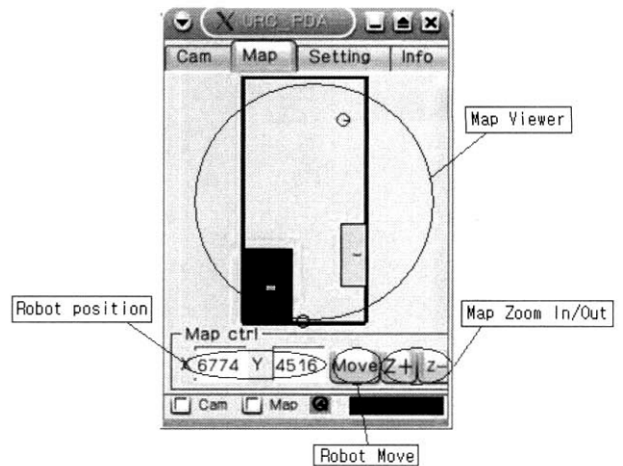 URC_PDA
Cam Map Setting Info
Map Viewer
Robot position
Map Zoom In/Out
Map ctrl
X 6774 Y 4516 Move Z+ Z-
Cam Map
Robot Move